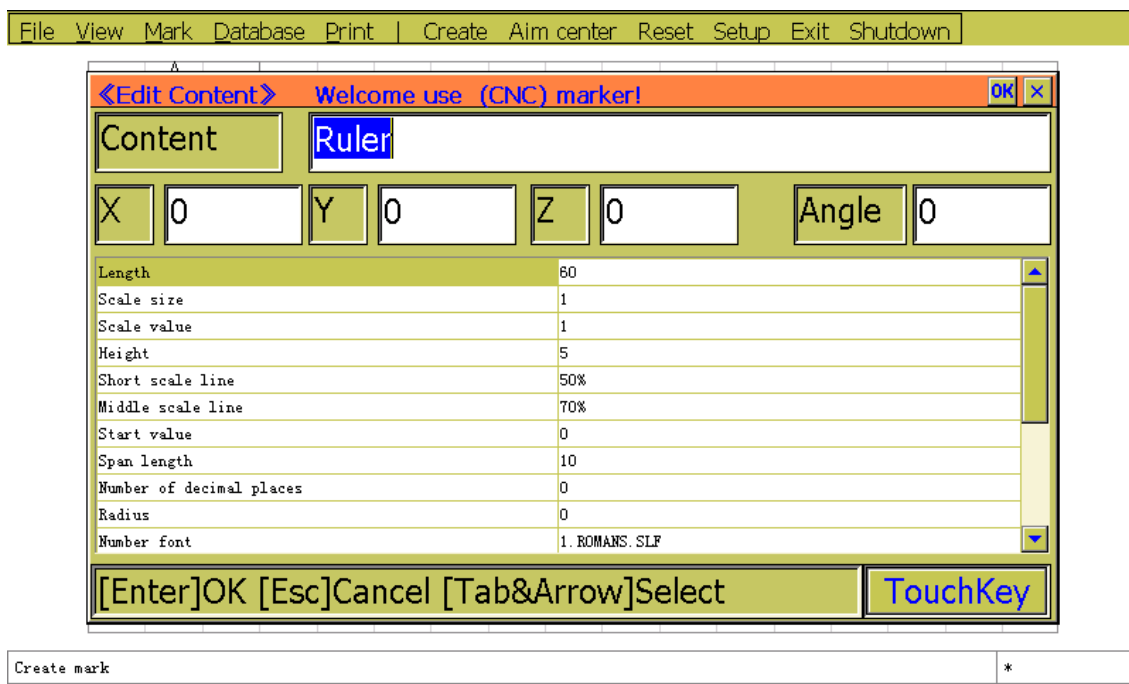 File View Mark Database Print | Create Aim center Reset Setup Exit Shutdown
《Edit Content》 Welcome use (CNC) marker! OK ×
Content Ruler
X 0 Y 0 Z 0 Angle 0
Length 60
Scale size 1
Scale value 1
Height 5
Short scale line 50%
Middle scale line 70%
Start value 0
Span length 10
Number of decimal places 0
Radius 0
Number font 1.ROMANS.SLF
[Enter]OK [Esc]Cancel [Tab&Arrow]Select TouchKey
Create mark *